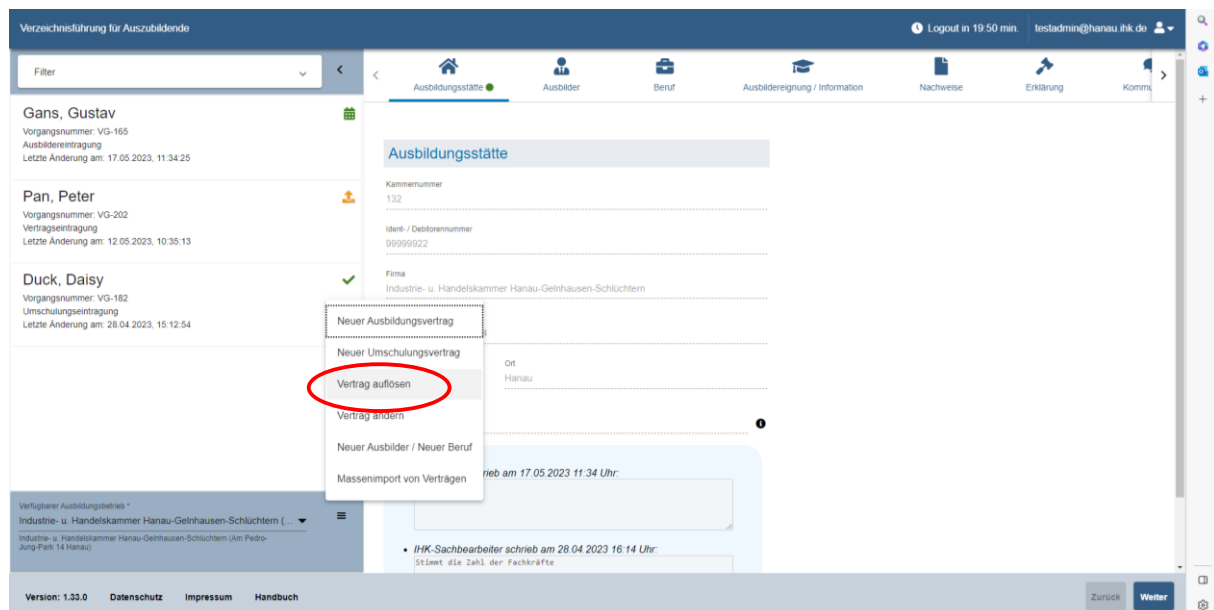 Verzeichnisführung für Auszubildende
Logout in 19:50 min.
testadmin@hanau.ihk.de
Filter
Gans, Gustav
Vorgangsnummer: VG-165
Ausbildereintragung
Letzte Änderung am: 17.05.2023, 11:34:25
Pan, Peter
Vorgangsnummer: VG-202
Vertragseintragung
Letzte Änderung am: 12.05.2023, 10:35:13
Duck, Daisy
Vorgangsnummer: VG-182
Umschulungseintragung
Letzte Änderung am: 28.04.2023, 15:12:54
Verfügbarer Ausbildungsbetrieb *
Industrie- u. Handelskammer Hanau-Gelnhausen-Schlüchtern (...
Industrie- u. Handelskammer Hanau-Gelnhausen-Schlüchtern (Am Pedro-
Jung-Park 14 Hanau)
Neuer Ausbildungsvertrag
Neuer Umschulungsvertrag
Vertrag auflösen
Vertrag ändern
Neuer Ausbilder / Neuer Beruf
Massenimport von Verträgen
Ausbildungsstätte
Ausbilder
Beruf
Ausbildereignung / Information
Nachweise
Erklärung
Ausbildungsstätte
Kammernummer
132
Ident- / Debitorennummer
99999922
Firma
Industrie- u. Handelskammer Hanau-Gelnhausen-Schlüchtern
Ort
Hanau
am 17.05.2023 11:34 Uhr:
• IHK-Sachbearbeiter schrieb am 28.04.2023 16:14 Uhr:
Stimmt die Zahl der Fachkräfte
Version: 1.33.0 Datenschutz Impressum Handbuch
Zurück Weiter